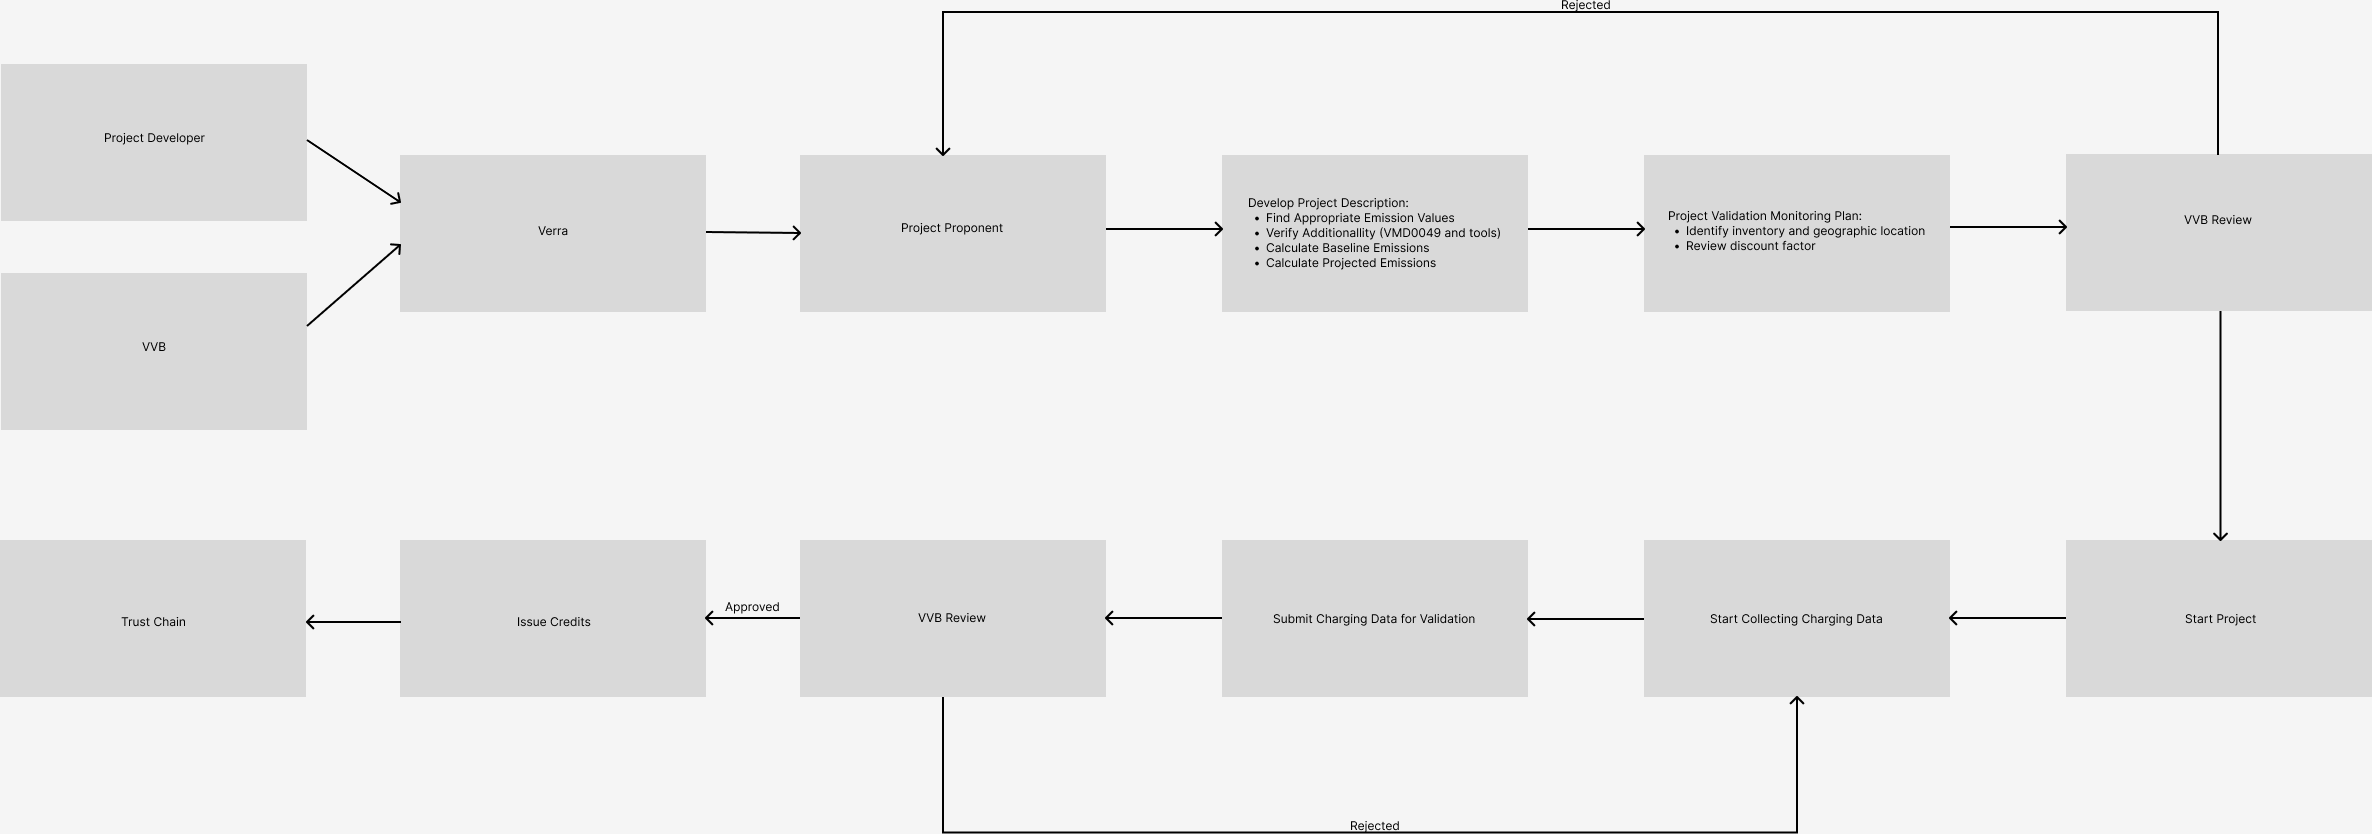 Rejected
Project Developer
VVB
Verra
Project Proponent
Develop Project Description:
• Find Appropriate Emission Values
• Verify Additionallity (VMD0049 and tools)
• Calculate Baseline Emissions
• Calculate Projected Emissions
Project Validation Monitoring Plan:
• Identify inventory and geographic location
• Review discount factor
VVB Review
Start Project
Start Collecting Charging Data
Submit Charging Data for Validation
VVB Review
Approved
Issue Credits
Trust Chain
Rejected